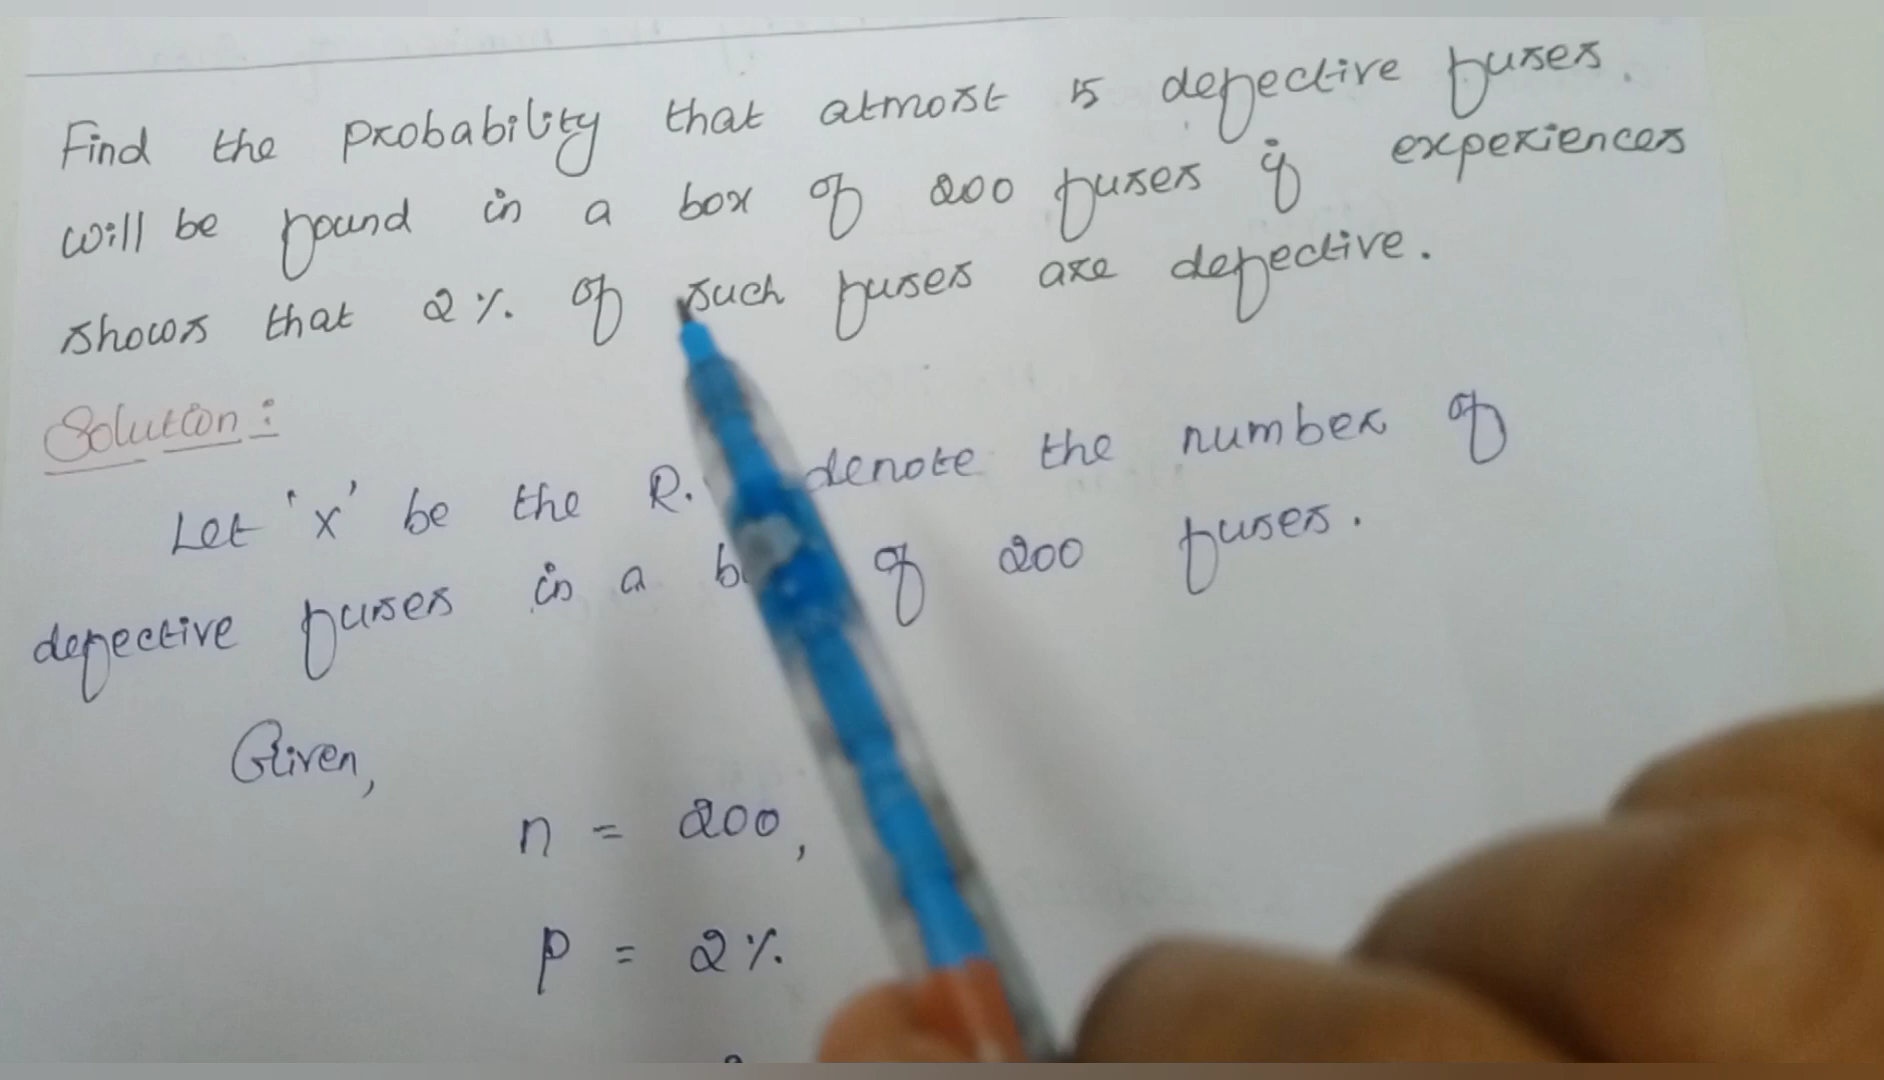 Find the probability that atmost 5 defective fuses
will be found in a box of 200 fuses if experiences
shows that 2 %. of such fuses are defective.
Solution :
Let 'x' be the R. denote the number of
defective fuses in a of 200 fuses.
Given,
n = 200,
p = 2 %.